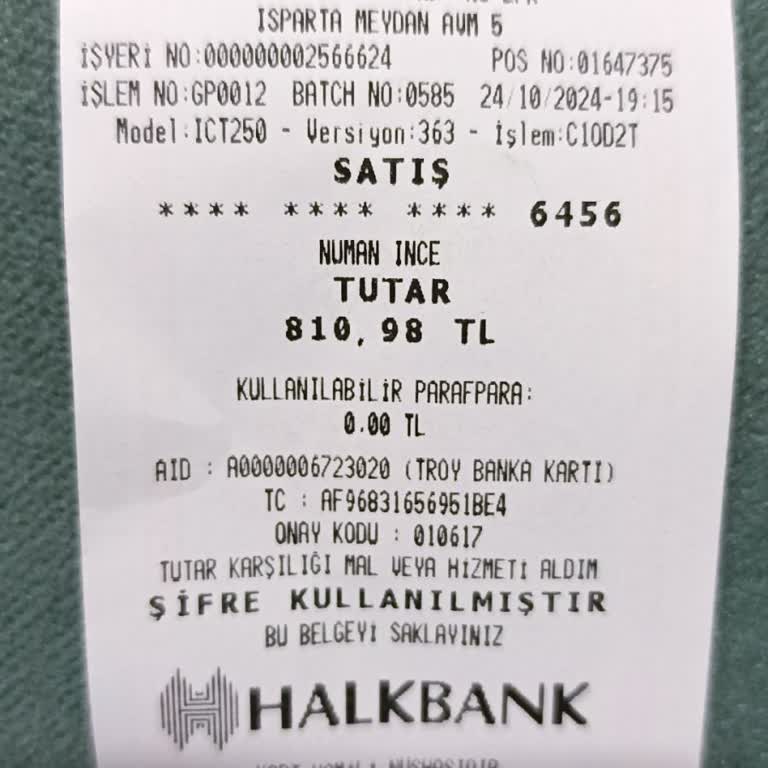 ISPARTA MEYDAN AVM 5
İŞYERİ NO:000000002566624 POS NO:01647375
İŞLEM NO:GP0012 BATCH NO:0585 24/10/2024-19:15
Model:ICT250 - Versiyon:363 - İşlem:C10D2T
SATIŞ
**** **** **** 6456
NUMAN INCE
TUTAR
810,98 TL
KULLANILABİLİR PARAFPARA:
0.00 TL
AID : A0000006723020 (TROY BANKA KARTI)
TC : AF96831656951BE4
ONAY KODU : 010617
TUTAR KARŞILIĞI MAL VEYA HİZMETİ ALDIM
ŞİFRE KULLANILMIŞTIR
BU BELGEYİ SAKLAYINIZ
HALKBANK